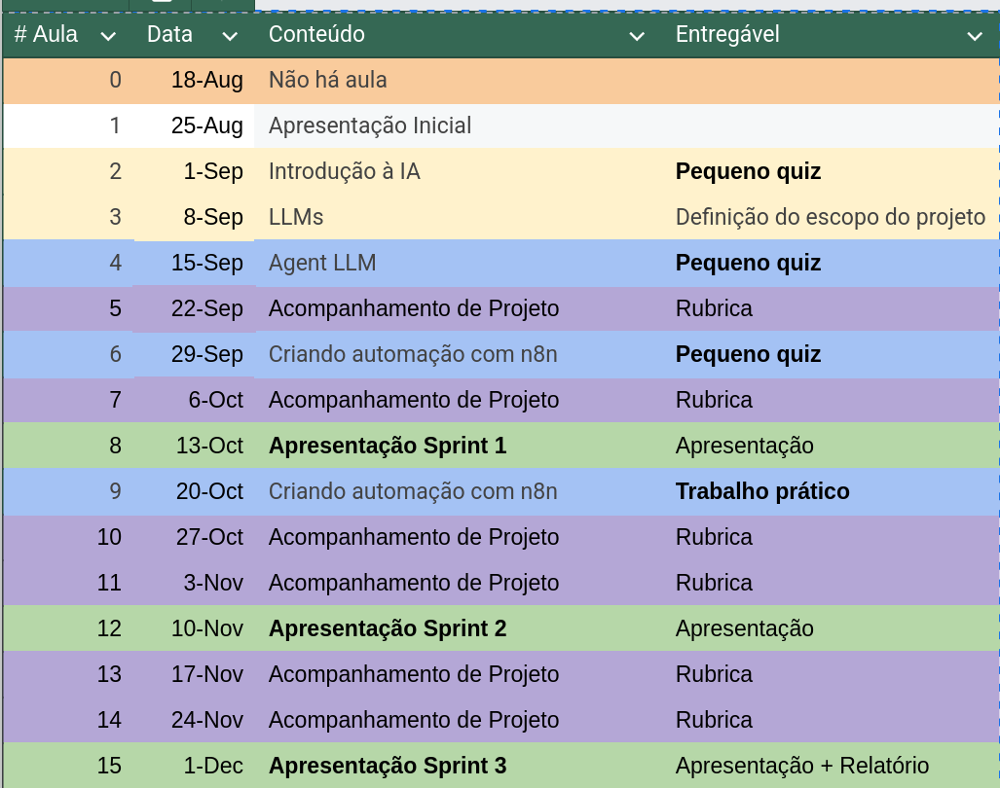 # Aula Data Conteúdo Entregável
0 18-Aug Não há aula
1 25-Aug Apresentação Inicial
2 1-Sep Introdução à IA Pequeno quiz
3 8-Sep LLMs Definição do escopo do projeto
4 15-Sep Agent LLM Pequeno quiz
5 22-Sep Acompanhamento de Projeto Rubrica
6 29-Sep Criando automação com n8n Pequeno quiz
7 6-Oct Acompanhamento de Projeto Rubrica
8 13-Oct Apresentação Sprint 1 Apresentação
9 20-Oct Criando automação com n8n Trabalho prático
10 27-Oct Acompanhamento de Projeto Rubrica
11 3-Nov Acompanhamento de Projeto Rubrica
12 10-Nov Apresentação Sprint 2 Apresentação
13 17-Nov Acompanhamento de Projeto Rubrica
14 24-Nov Acompanhamento de Projeto Rubrica
15 1-Dec Apresentação Sprint 3 Apresentação + Relatório